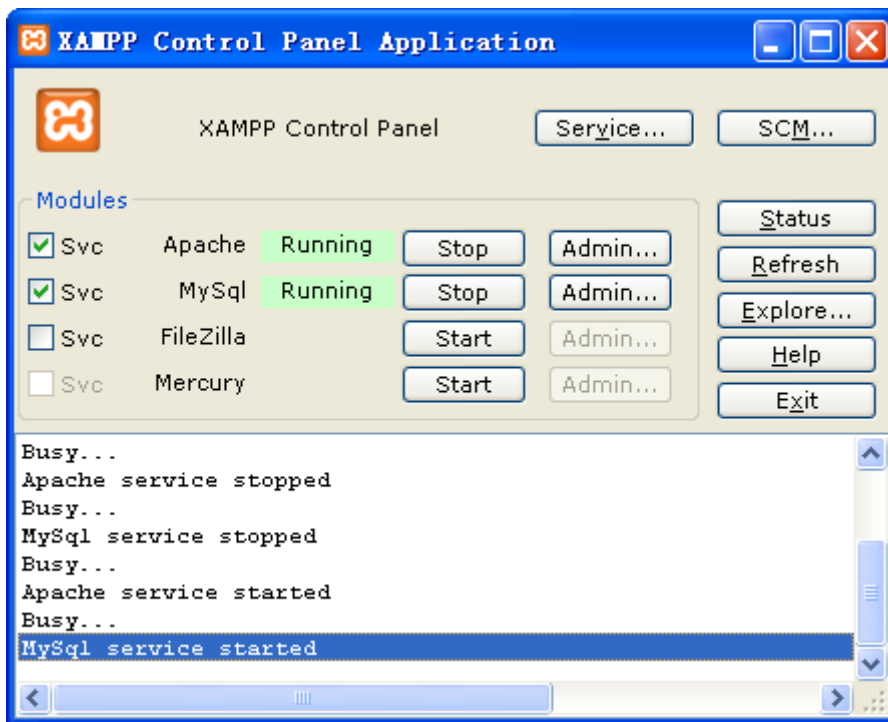 XAMPP Control Panel Application
XAMPP Control Panel Service... SCM...
Modules
Svc Apache Running Stop Admin...
Svc MySql Running Stop Admin...
Svc FileZilla Start Admin...
Svc Mercury Start Admin...
Status
Refresh
Explore...
Help
Exit
Busy...
Apache service stopped
Busy...
MySql service stopped
Busy...
Apache service started
Busy...
MySql service started